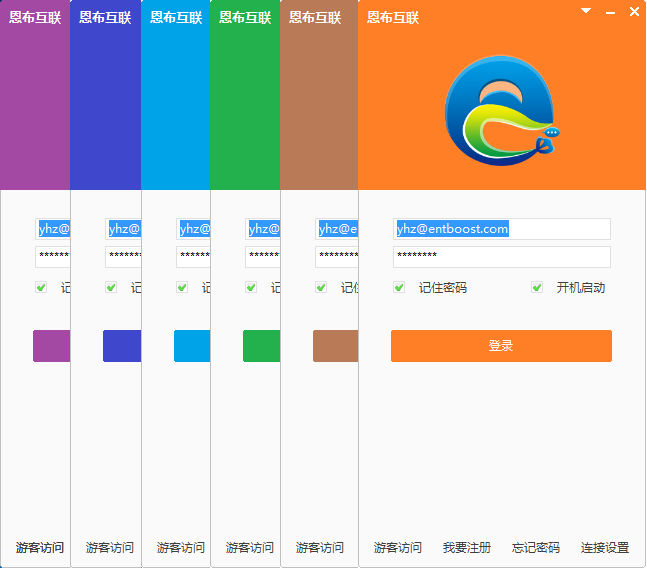 恩布互联 恩布互联 恩布互联 恩布互联 恩布互联 恩布互联
yhz@ yhz@ yhz@ yhz@ yhz@e yhz@entboost.com
******* ******* ****** ******* ******** ********
记 记 记 记 记住 记住密码 开机启动
登录
游客访问 游客访问 游客访问 游客访问 游客访问 游客访问 我要注册 忘记密码 连接设置